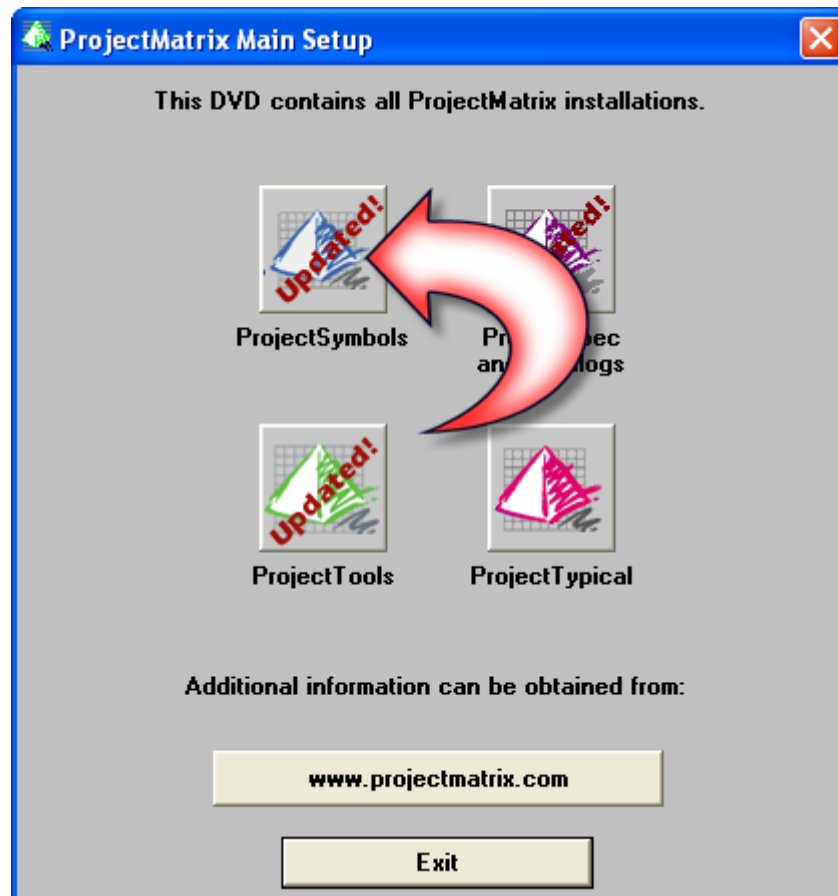 ProjectMatrix Main Setup
This DVD contains all ProjectMatrix installations.
Updated!
ProjectSymbols
Updated!
ProjectTools
ProjectTypical
Additional information can be obtained from:
www.projectmatrix.com
Exit